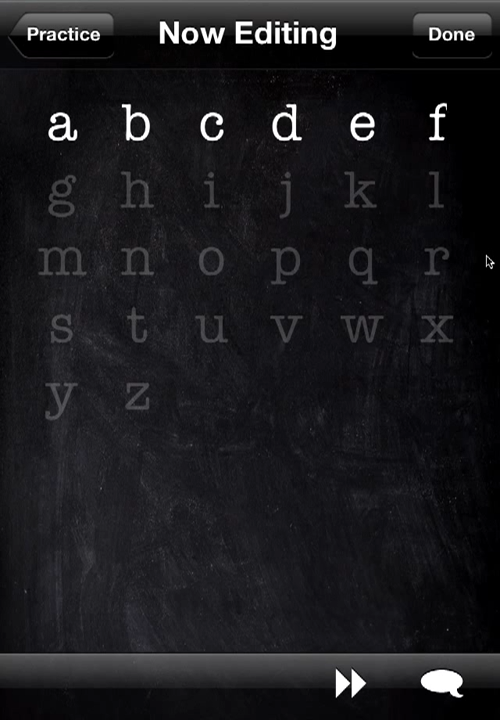 Practice Now Editing Done
a b c d e f
g h i j k l
m n o p q r
s t u v w x
y z